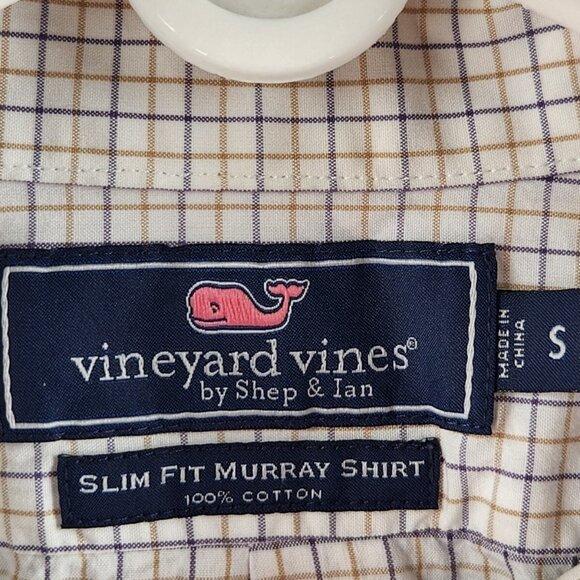 vineyard vines®
by Shep & Ian
MADE IN
CHINA
S
SLIM FIT MURRAY SHIRT
100% COTTON